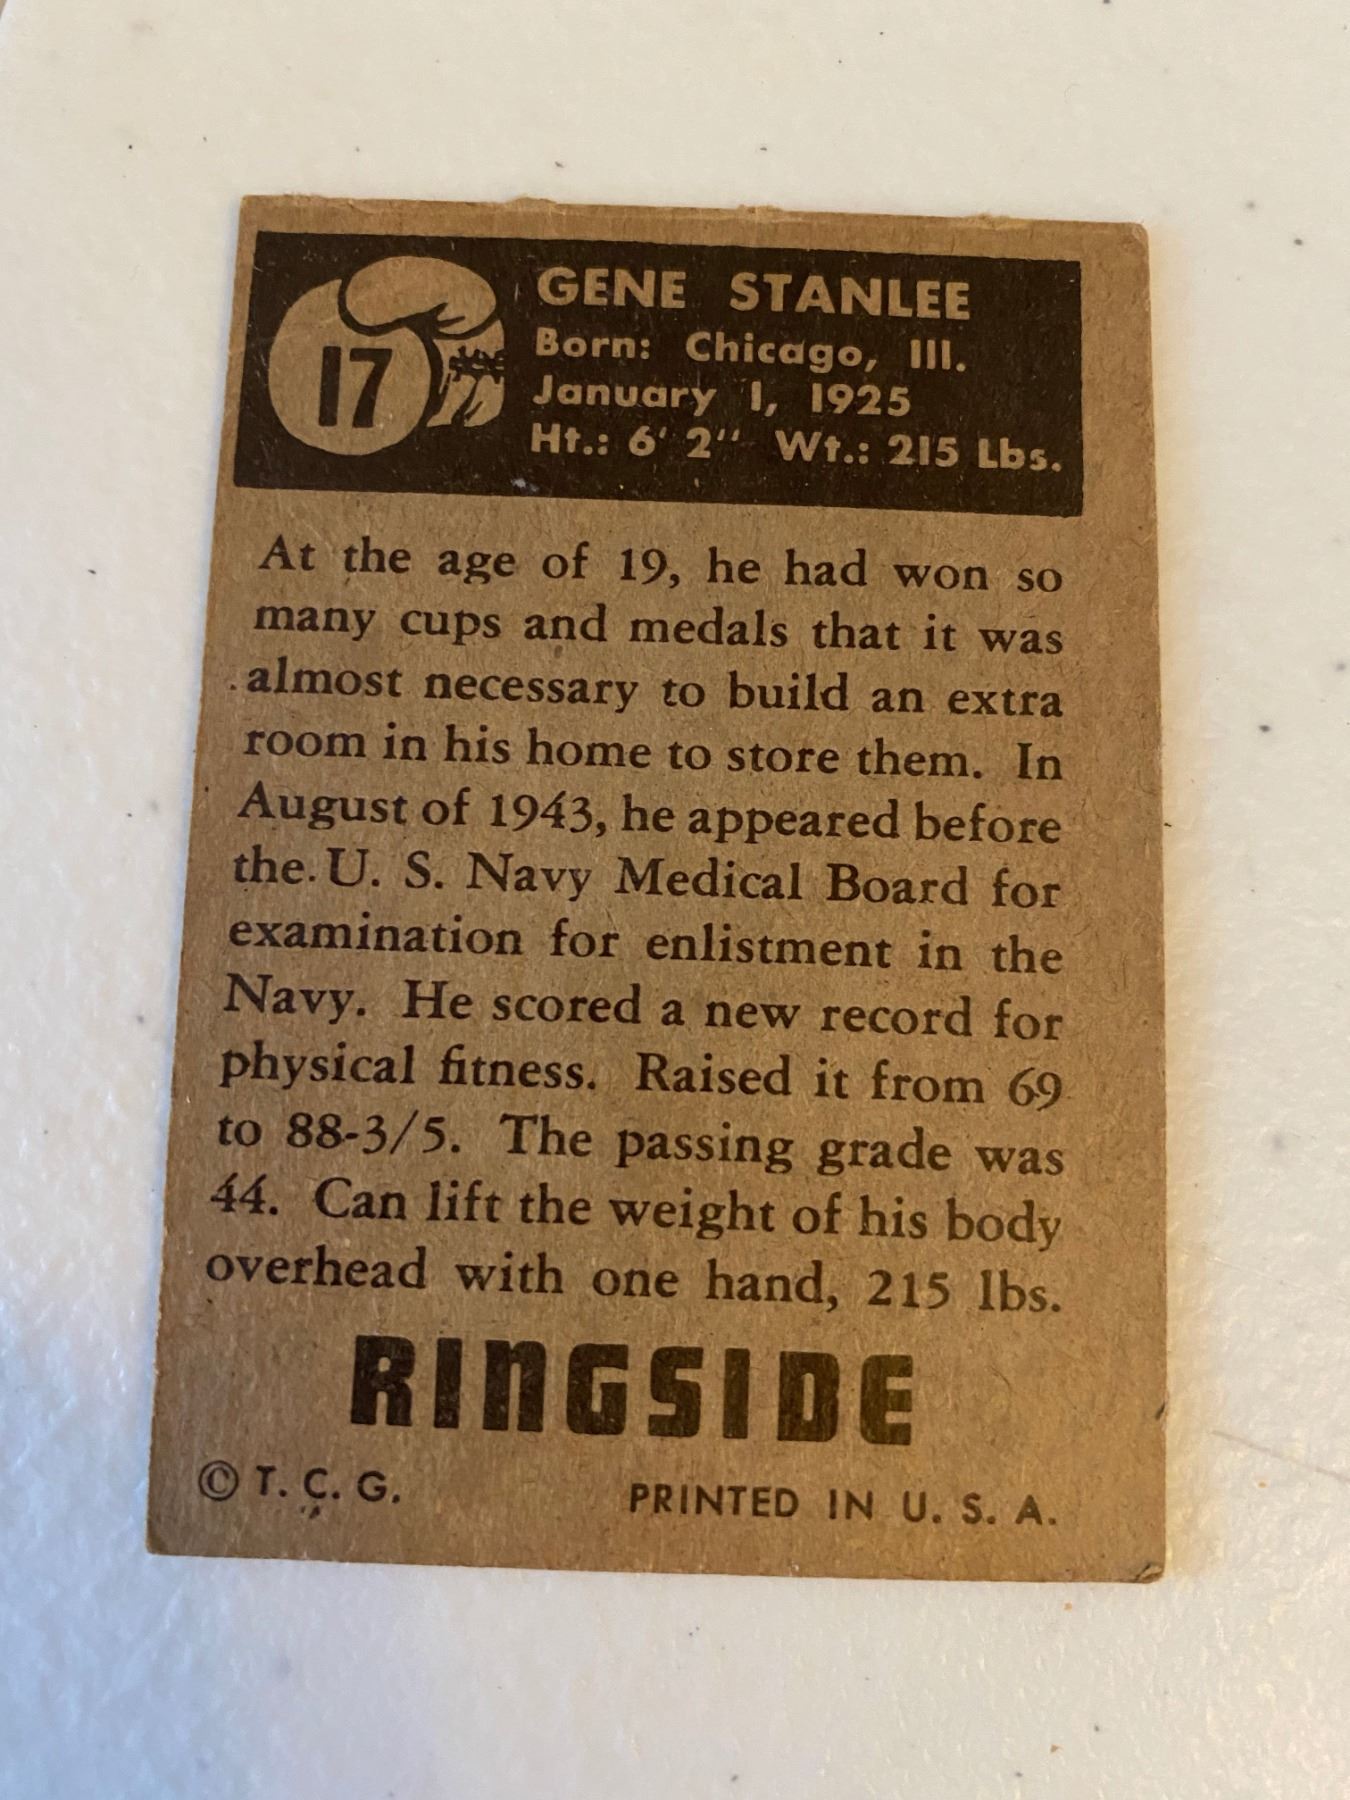 17
GENE STANLEE
Born: Chicago, Ill.
January 1, 1925
Ht.: 6' 2" Wt.: 215 Lbs.
At the age of 19, he had won so
many cups and medals that it was
almost necessary to build an extra
room in his home to store them. In
August of 1943, he appeared before
the U. S. Navy Medical Board for
examination for enlistment in the
Navy. He scored a new record for
physical fitness. Raised it from 69
to 88-3/5. The passing grade was
44. Can lift the weight of his body
overhead with one hand, 215 lbs.
RINGSIDE
© T. C. G. PRINTED IN U. S. A.